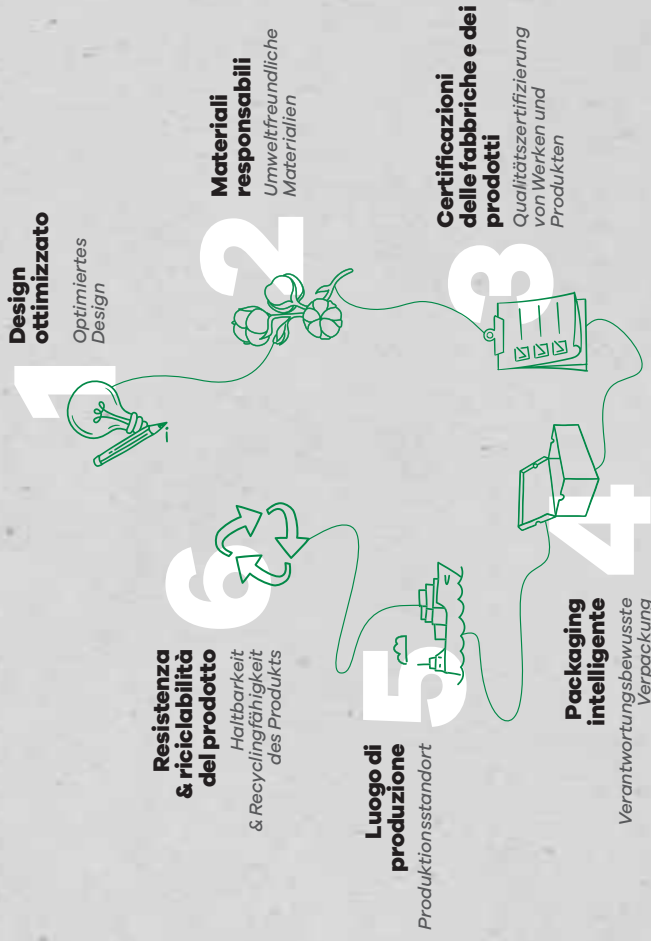 1
Design
ottimizzato
Optimiertes
Design
2
Materiali
responsabili
Umweltfreundliche
Materialien
3
Certificazioni
delle fabbriche e dei
prodotti
Qualitätszertifizierung
von Werken und
Produkten
4
Packaging
intelligente
Verantwortungsbewusste
Verpackung
5
Luogo di
produzione
Produktionsstandort
6
Resistenza
& riciclabilità
del prodotto
Haltbarkeit
& Recyclingfähigkeit
des Produkts